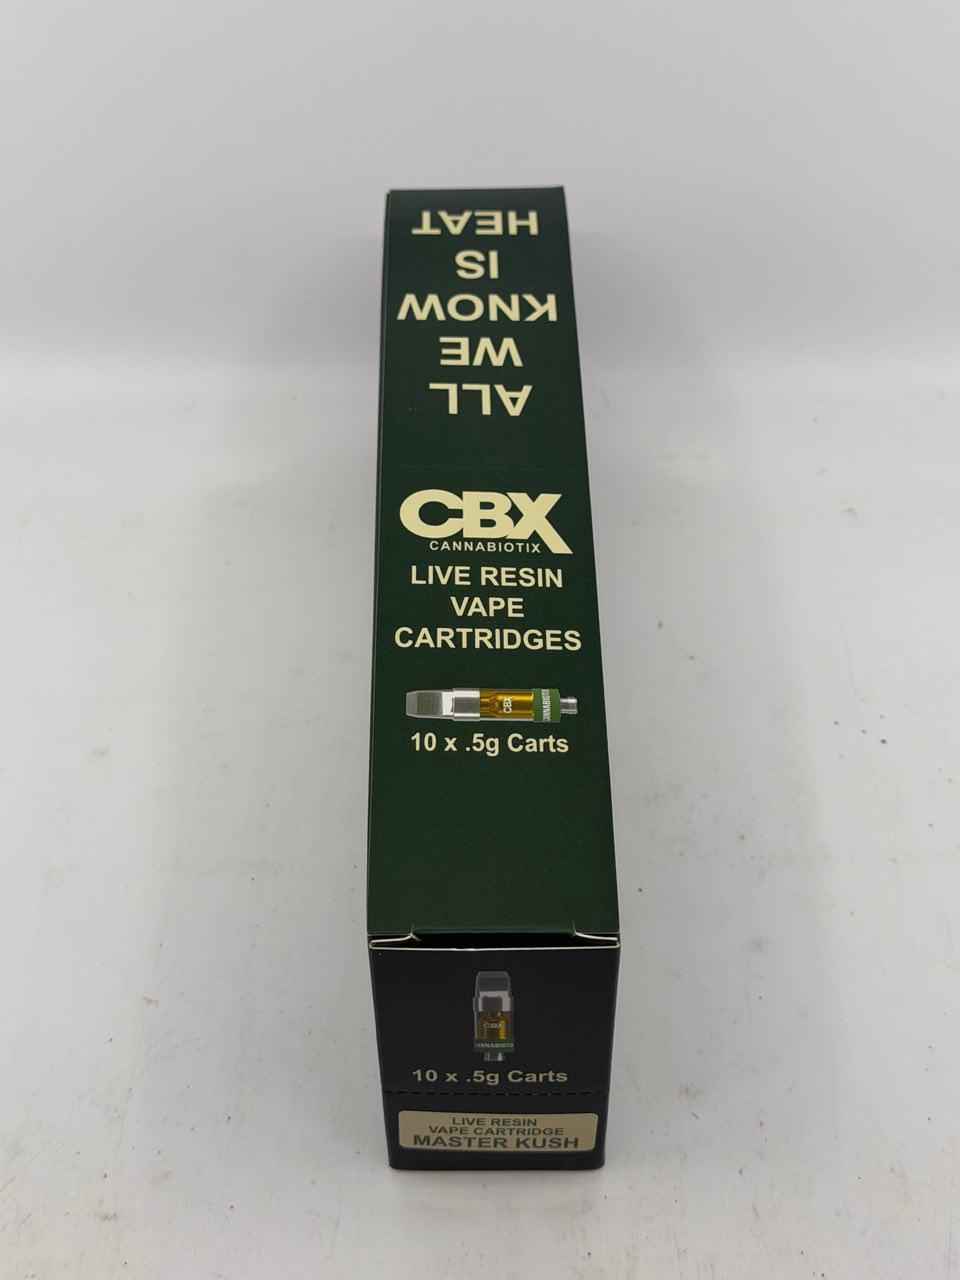 HEAT
IS
KNOW
WE
ALL
CBX
CANNABIOTIX
LIVE RESIN
VAPE
CARTRIDGES
CBX
CANNABIOTIX
10 x .5g Carts
CBX
CANNABIOTIX
10 x .5g Carts
LIVE RESIN
VAPE CARTRIDGE
MASTER KUSH